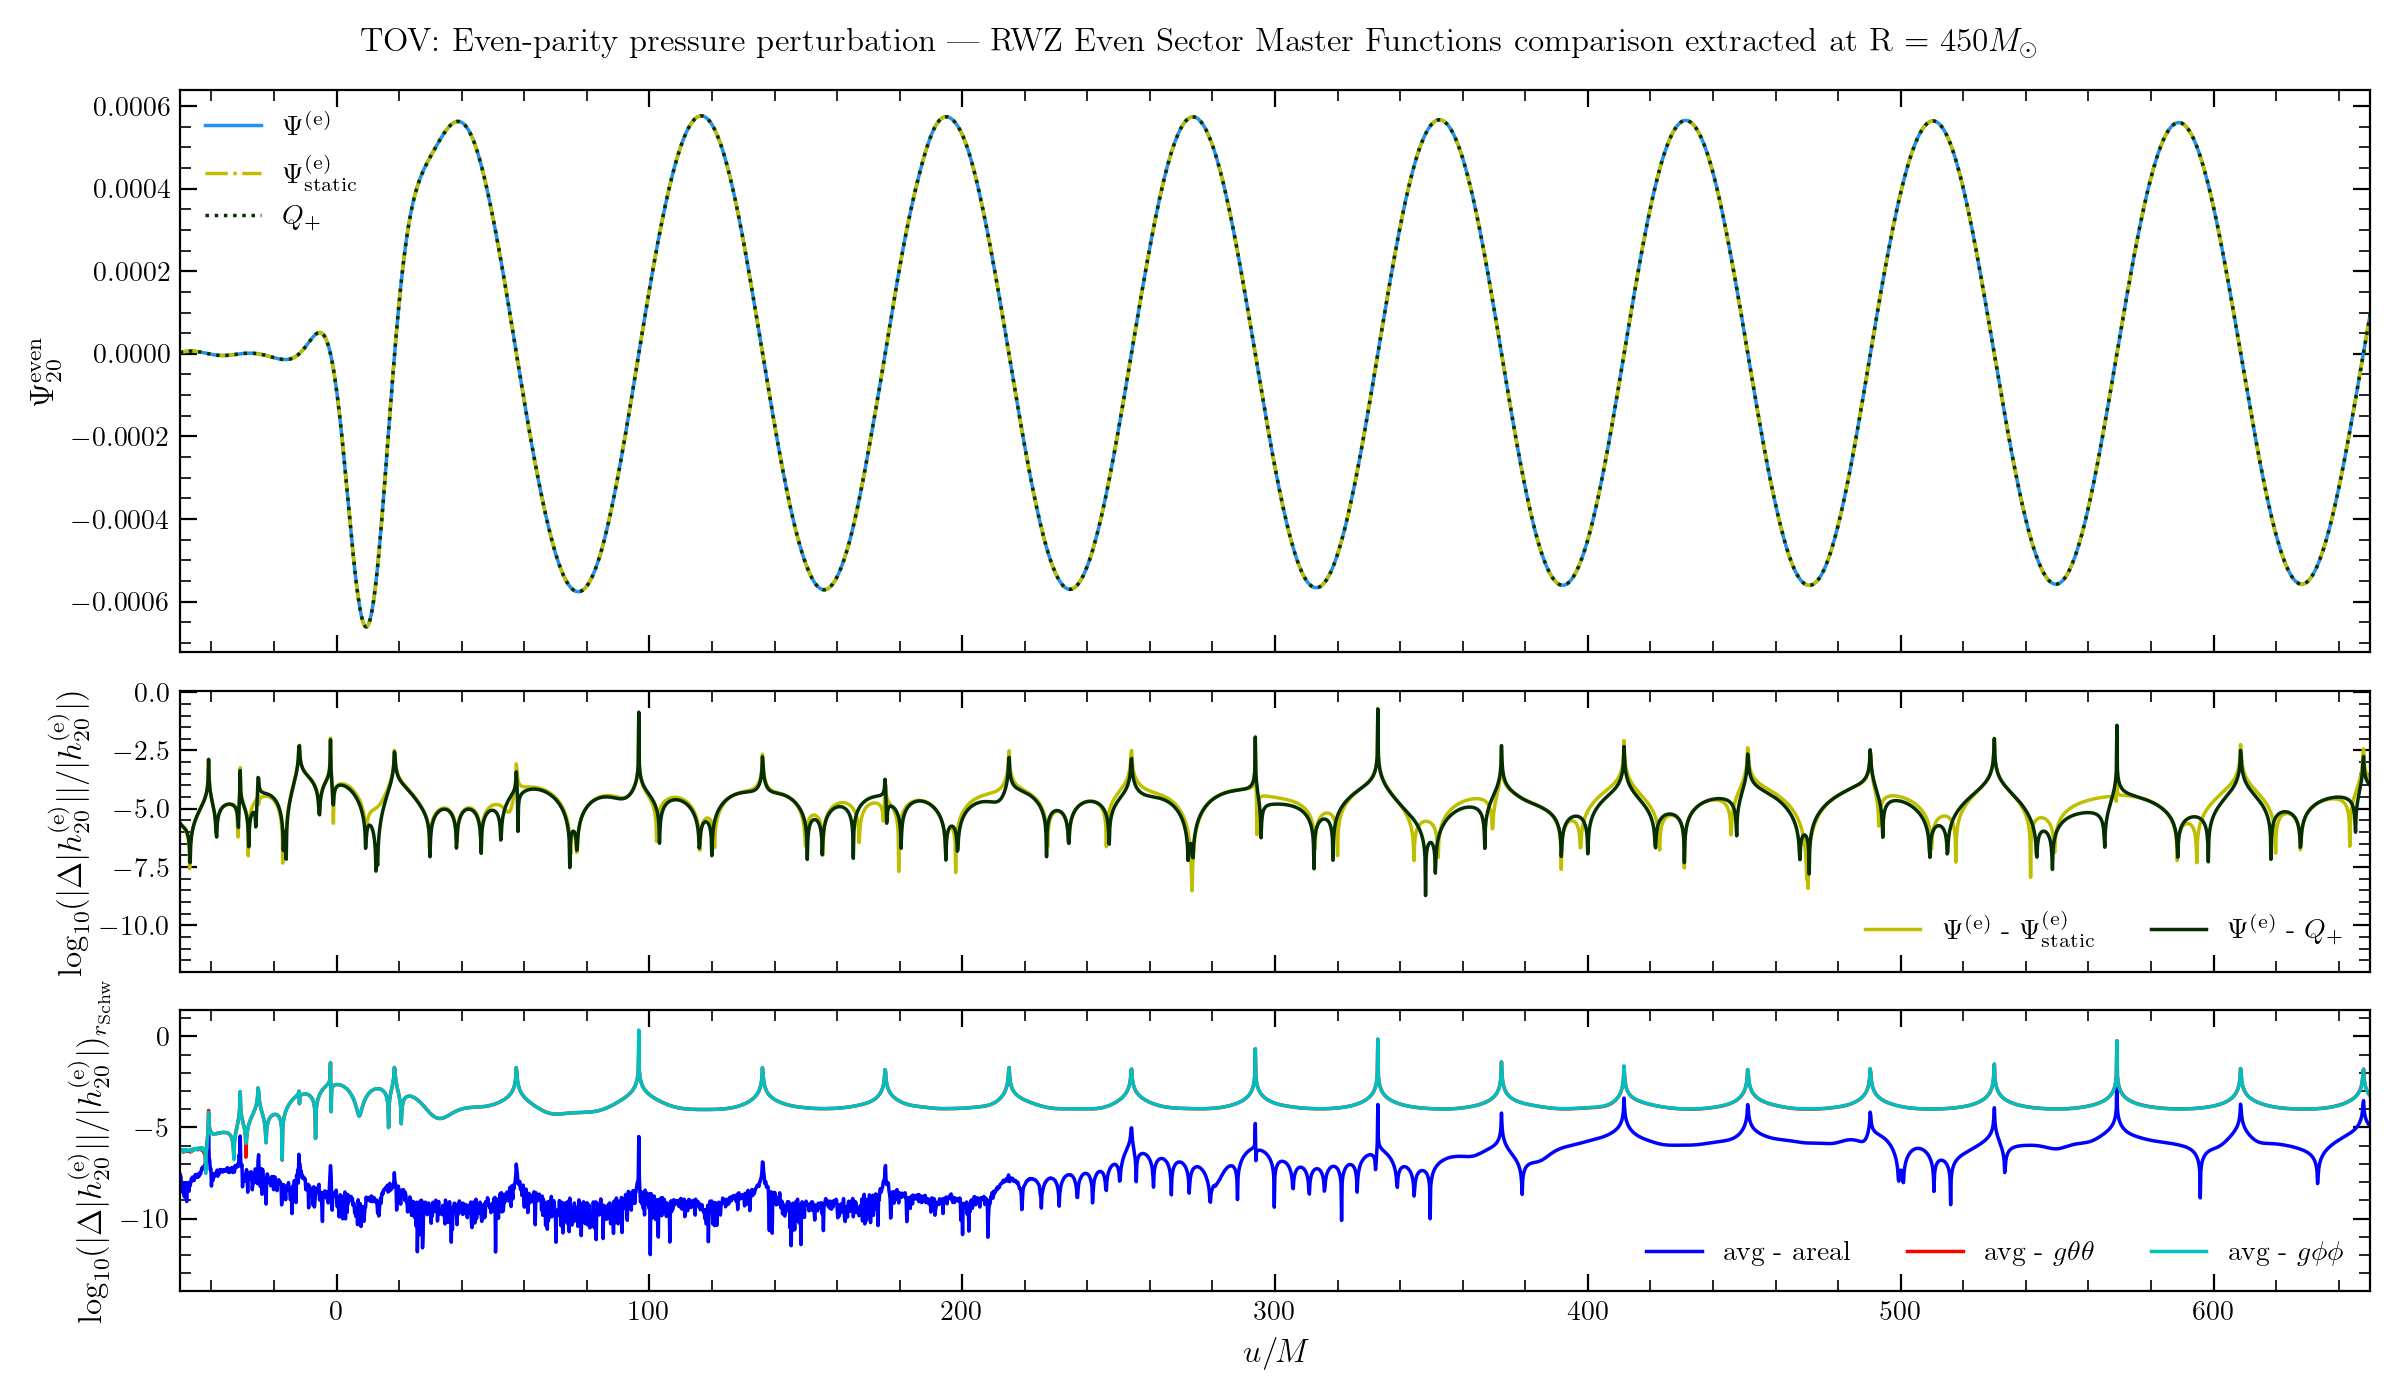 TOV: Even-parity pressure perturbation — RWZ Even Sector Master Functions comparison extracted at R = 450M⊙
Ψ^(e)
Ψ^(e)_static
Q₊
0.0006
0.0004
0.0002
0.0000
−0.0002
−0.0004
−0.0006
Ψ^even_20
0.0
−2.5
−5.0
−7.5
−10.0
log₁₀(|Δ|h^(e)_20||/|h^(e)_20|)
Ψ^(e) - Ψ^(e)_static
Ψ^(e) - Q₊
0
−5
−10
log₁₀(|Δ|h^(e)_20||/|h^(e)_20|)_r_Schw
avg - areal
avg - gθθ
avg - gϕϕ
0 100 200 300 400 500 600
u/M